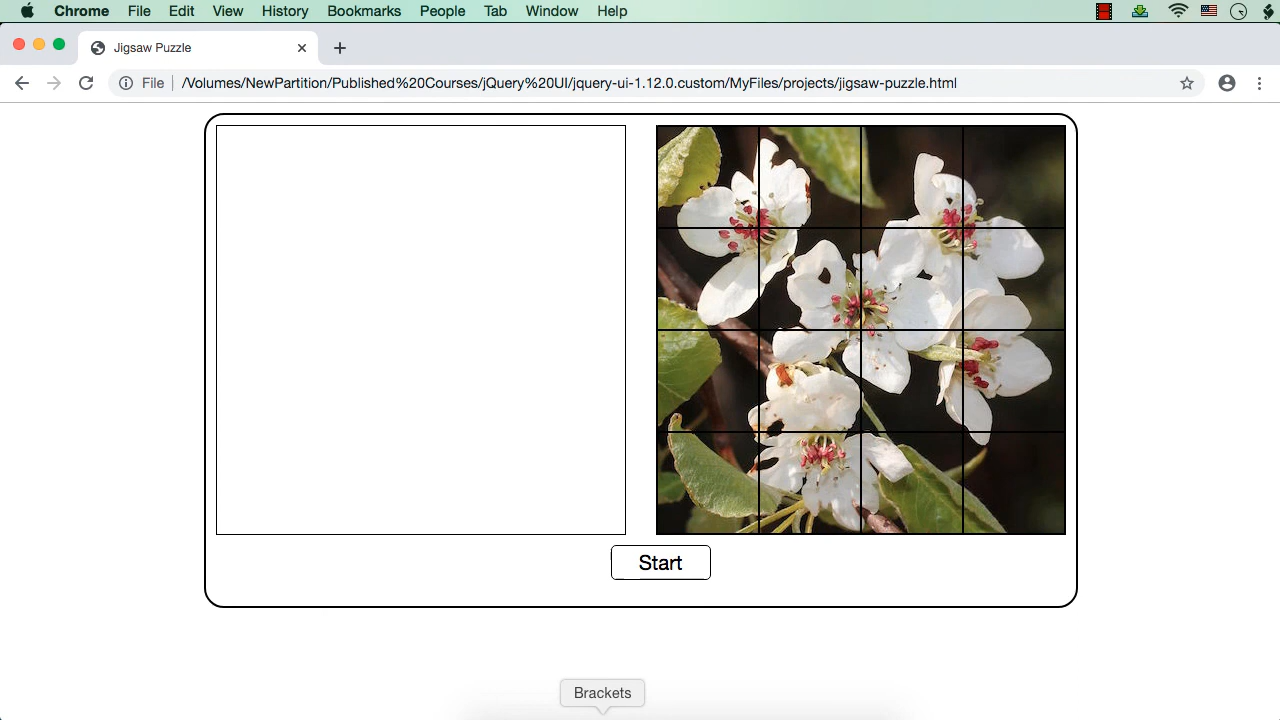 Chrome File Edit View History Bookmarks People Tab Window Help
Jigsaw Puzzle
File /Volumes/NewPartition/Published%20Courses/jQuery%20UI/jquery-ui-1.12.0.custom/MyFiles/projects/jigsaw-puzzle.html
Start
Brackets